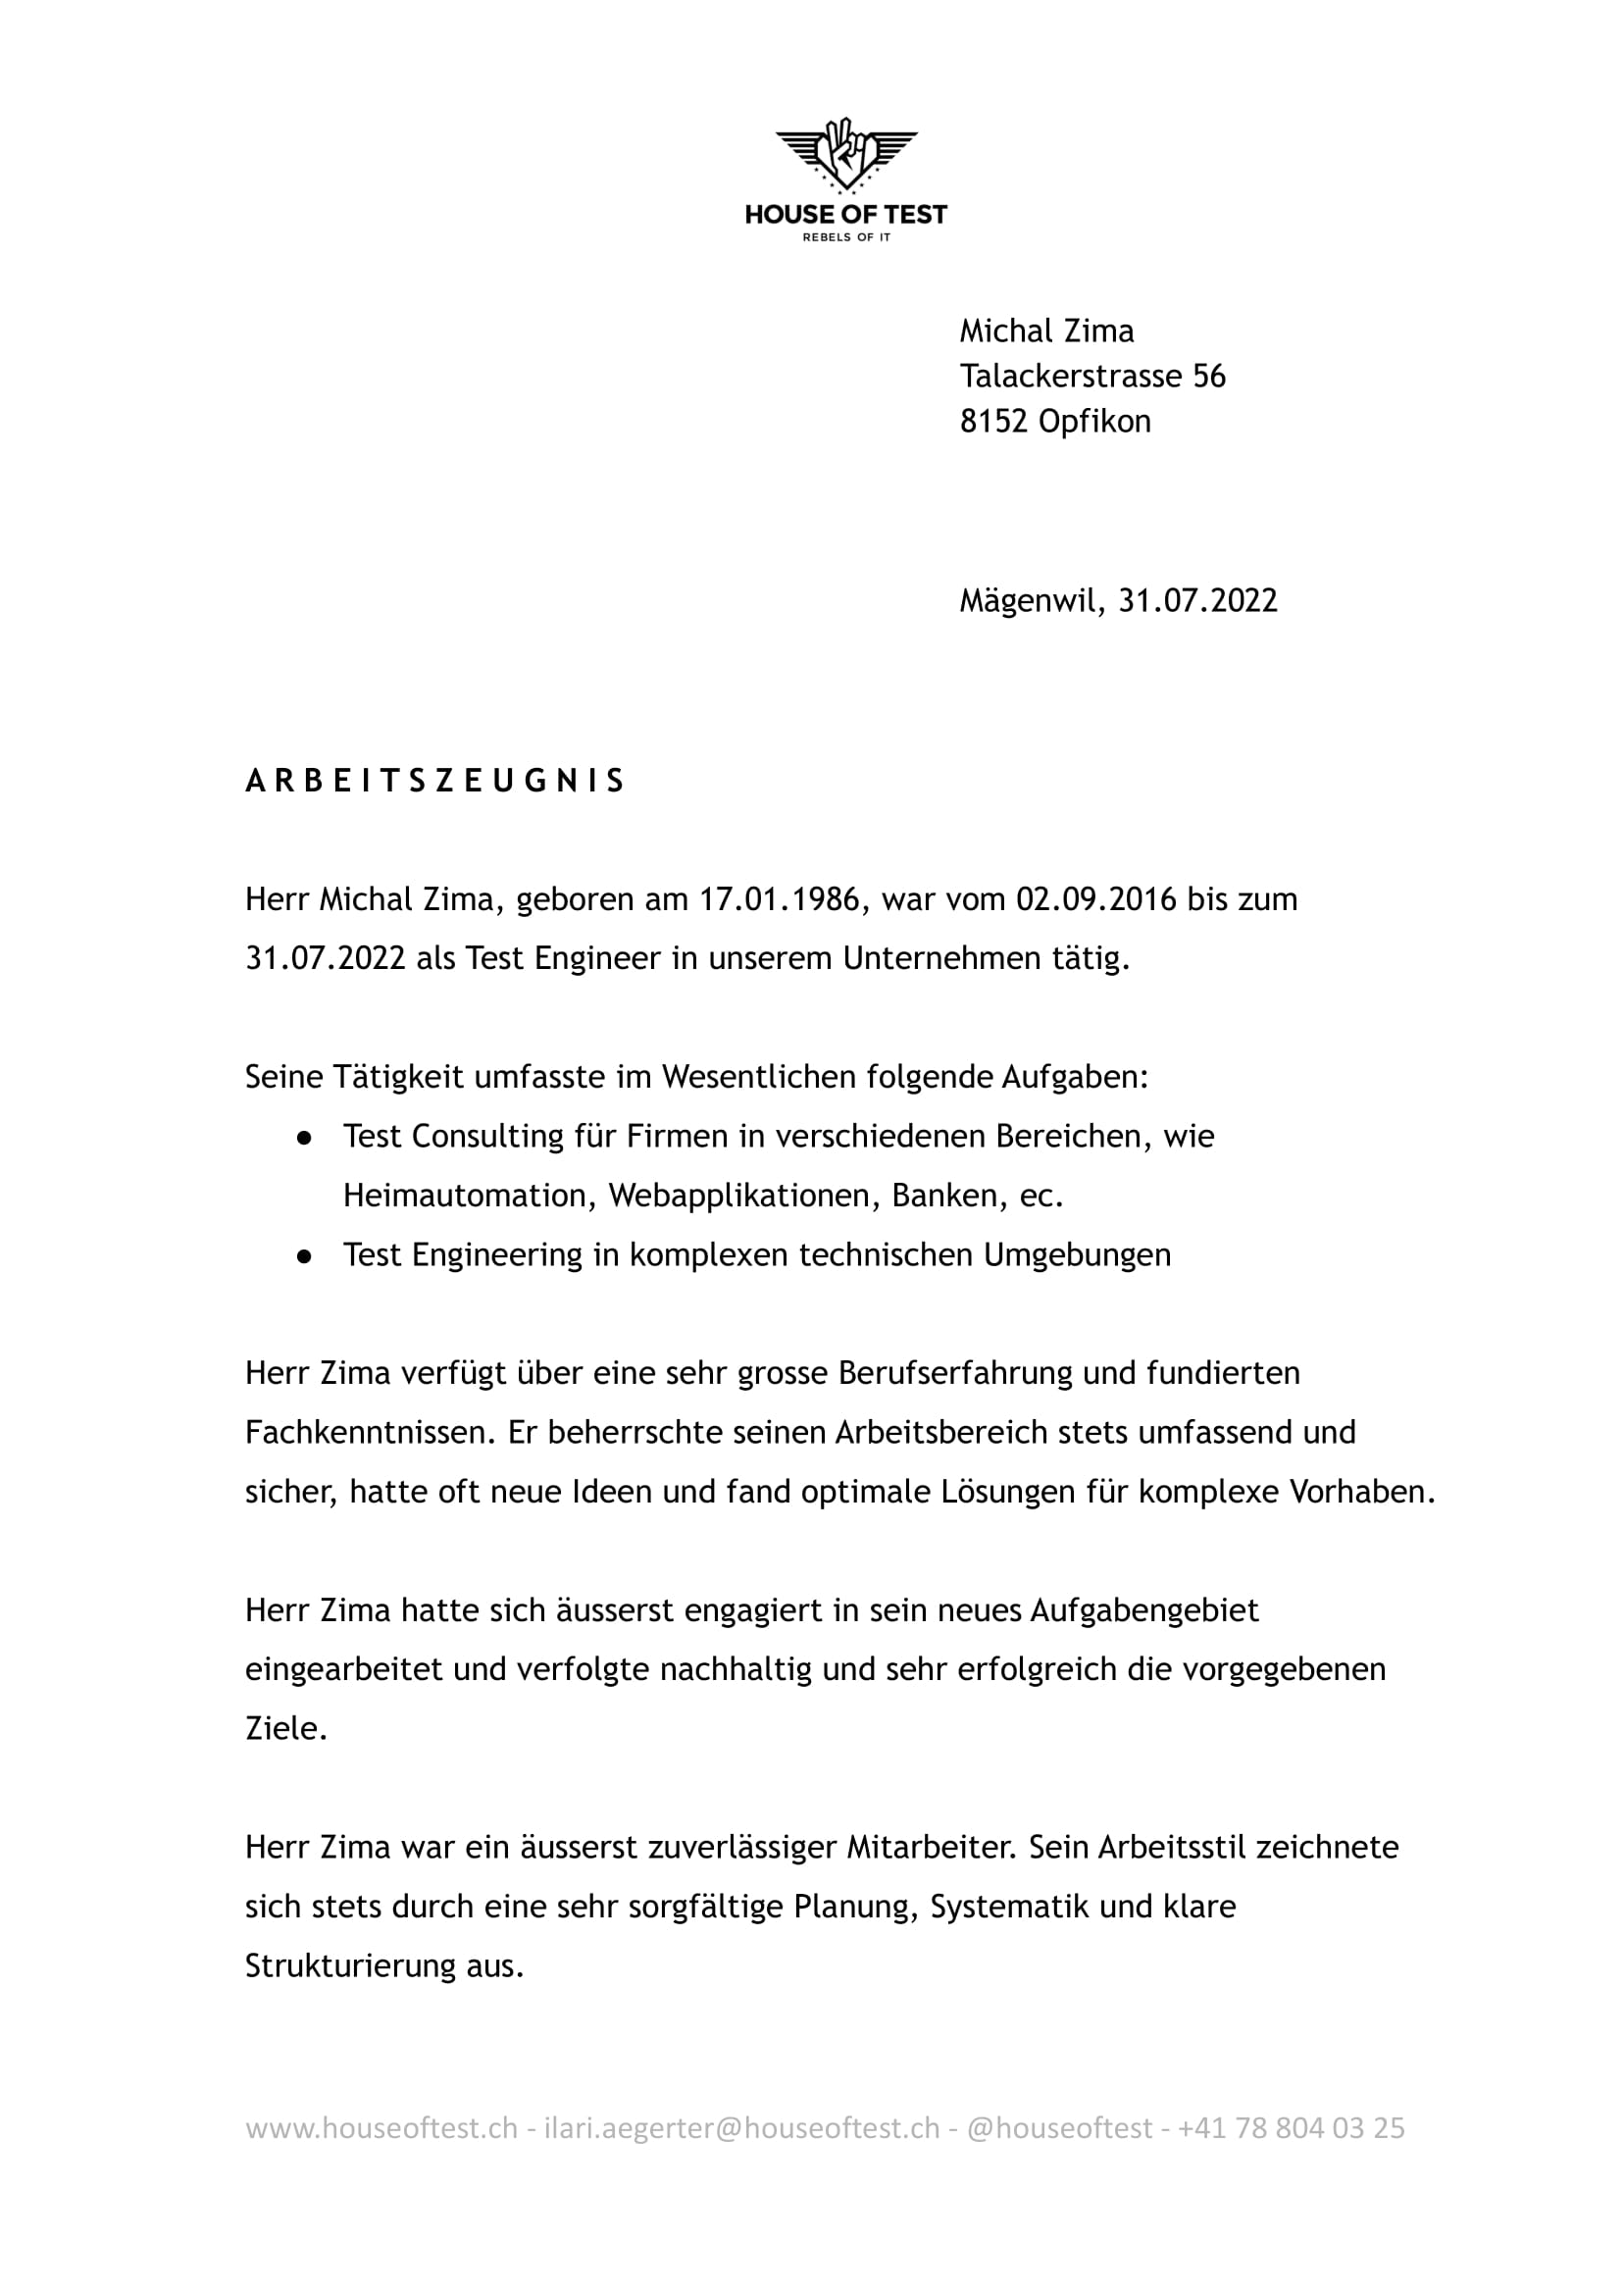 HOUSE OF TEST
REBELS OF IT
Michal Zima
Talackerstrasse 56
8152 Opfikon
Mägenwil, 31.07.2022
ARBEITSZEUGNIS
Herr Michal Zima, geboren am 17.01.1986, war vom 02.09.2016 bis zum
31.07.2022 als Test Engineer in unserem Unternehmen tätig.
Seine Tätigkeit umfasste im Wesentlichen folgende Aufgaben:
● Test Consulting für Firmen in verschiedenen Bereichen, wie
Heimautomation, Webapplikationen, Banken, ec.
● Test Engineering in komplexen technischen Umgebungen
Herr Zima verfügt über eine sehr grosse Berufserfahrung und fundierten
Fachkenntnissen. Er beherrschte seinen Arbeitsbereich stets umfassend und
sicher, hatte oft neue Ideen und fand optimale Lösungen für komplexe Vorhaben.
Herr Zima hatte sich äusserst engagiert in sein neues Aufgabengebiet
eingearbeitet und verfolgte nachhaltig und sehr erfolgreich die vorgegebenen
Ziele.
Herr Zima war ein äusserst zuverlässiger Mitarbeiter. Sein Arbeitsstil zeichnete
sich stets durch eine sehr sorgfältige Planung, Systematik und klare
Strukturierung aus.
www.houseoftest.ch - ilari.aegerter@houseoftest.ch - @houseoftest - +41 78 804 03 25